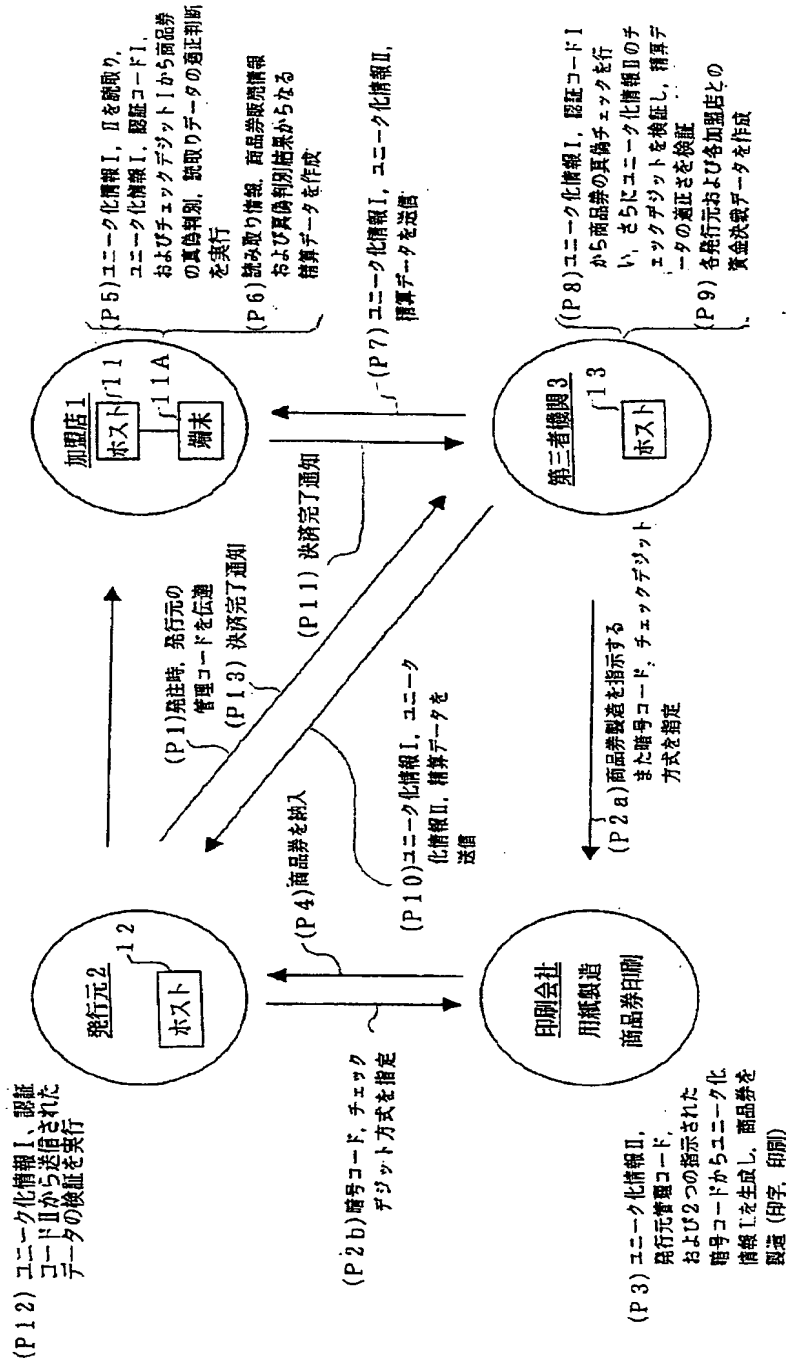 (P12) ユニーク化情報Ⅰ、認証
コードⅡから送信された
データの検証を実行
発行元2
12
ホスト
(P2b)暗号コード, チェック
デジット方式を指定
(P4)商品券を納入
印刷会社
用紙製造
商品券印刷
(P3) ユニーク化情報Ⅱ,
発行元管理コード,
および2つの指示された
暗号コードからユニーク化
情報Ⅰを生成し、商品券を
製造 (印字, 印刷)
(P1)発注時, 発行元の
管理コードを伝達
(P13) 決済完了通知
(P10)ユニーク化情報Ⅰ, ユニーク
化情報Ⅱ, 精算データを
送信
(P11) 決済完了通知
(P2a)商品券製造を指示する
また暗号コード, チェックデジット
方式を指定
加盟店1
ホスト
11
11A
端末
(P5)ユニーク化情報Ⅰ, Ⅱを読取り,
ユニーク化情報Ⅰ, 認証コードⅠ,
およびチェックデジットⅠから商品券
の真偽判別, 読取りデータの適正判断
を実行
(P6) 読み取り情報, 商品券販売情報
および真偽判別結果からなる
精算データを作成
(P7) ユニーク化情報Ⅰ, ユニーク化情報Ⅱ,
精算データを送信
第三者機関3
13
ホスト
(P8)ユニーク化情報Ⅰ, 認証コードⅠ
から商品券の真偽チェックを行
い, さらにユニーク化情報Ⅱのチ
ェックデジットを検証し, 精算デ
ータの適正さを検証
(P9) 各発行元および各加盟店との
資金決裁データを作成